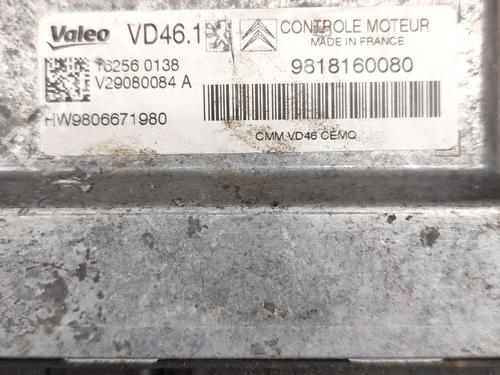 Valeo VD46.1 CONTROLE MOTEUR
MADE IN FRANCE
16256 0138 9818160080
V29080084 A
HW9806671980
CMM VD46 CEMO